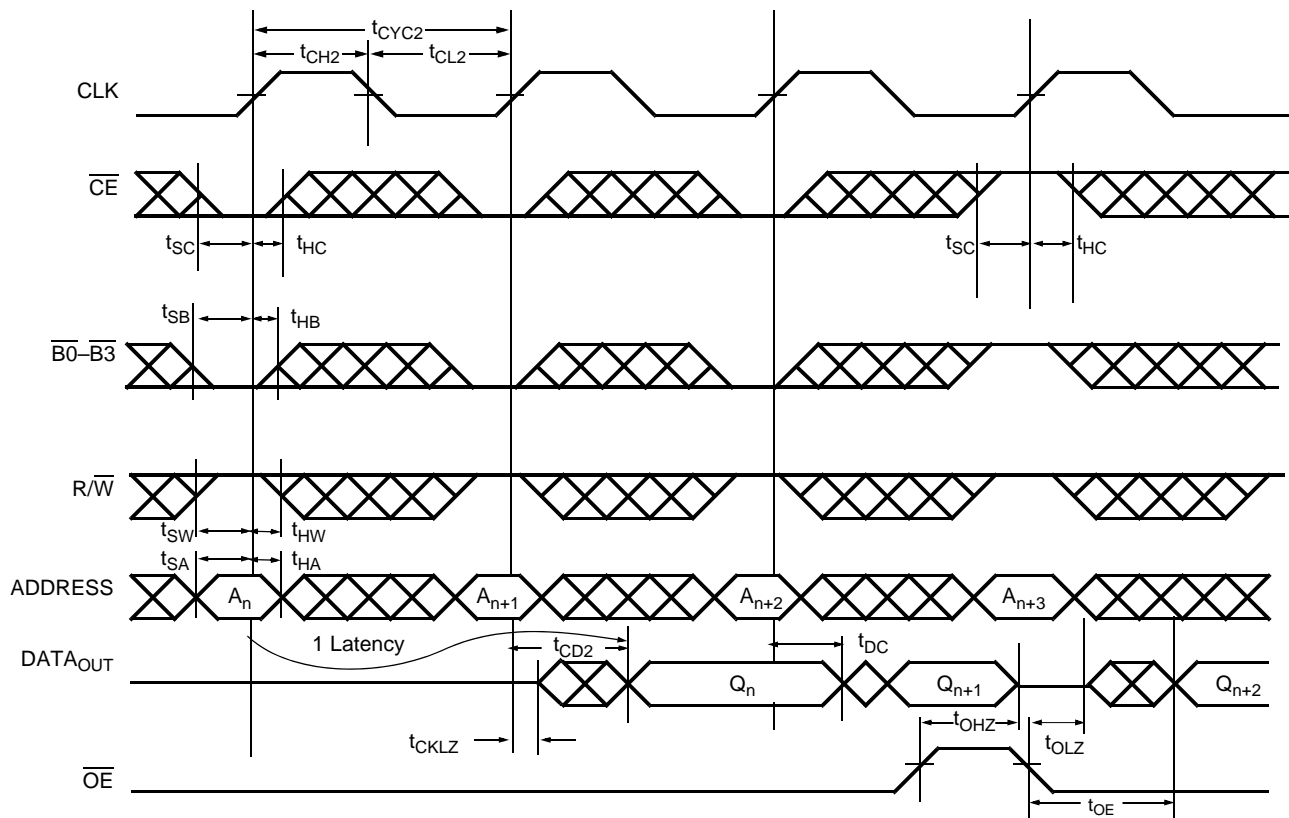 tCYC2
tCH2 tCL2
CLK
CE
tSC tHC tSC tHC
tSB tHB
B0–B3
R/W
tSW tHW
tSA tHA
ADDRESS An An+1 An+2 An+3
1 Latency tCD2 tDC
DATAOUT Qn Qn+1 Qn+2
tOHZ
tCKLZ tOLZ
OE
tOE